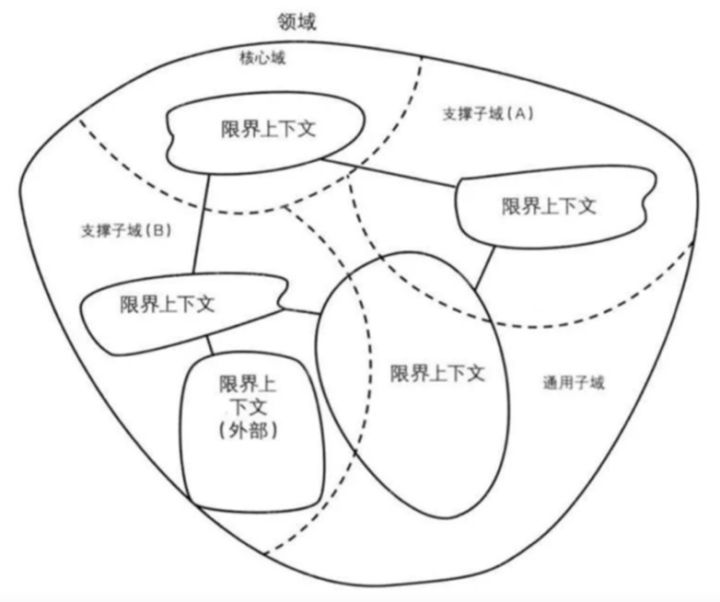 领域
核心域
支撑子域(A)
限界上下文
限界上下文
支撑子域(B)
限界上下文
限界上下文
通用子域
限界上
下文
(外部)